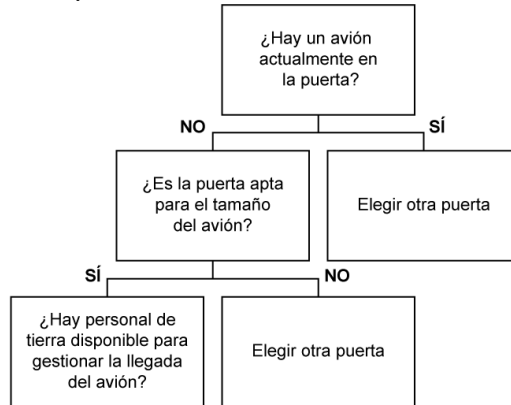 ¿Hay un avión
actualmente en
la puerta?
NO
SÍ
¿Es la puerta apta
para el tamaño
del avión?
Elegir otra puerta
SÍ
NO
¿Hay personal de
tierra disponible para
gestionar la llegada
del avión?
Elegir otra puerta